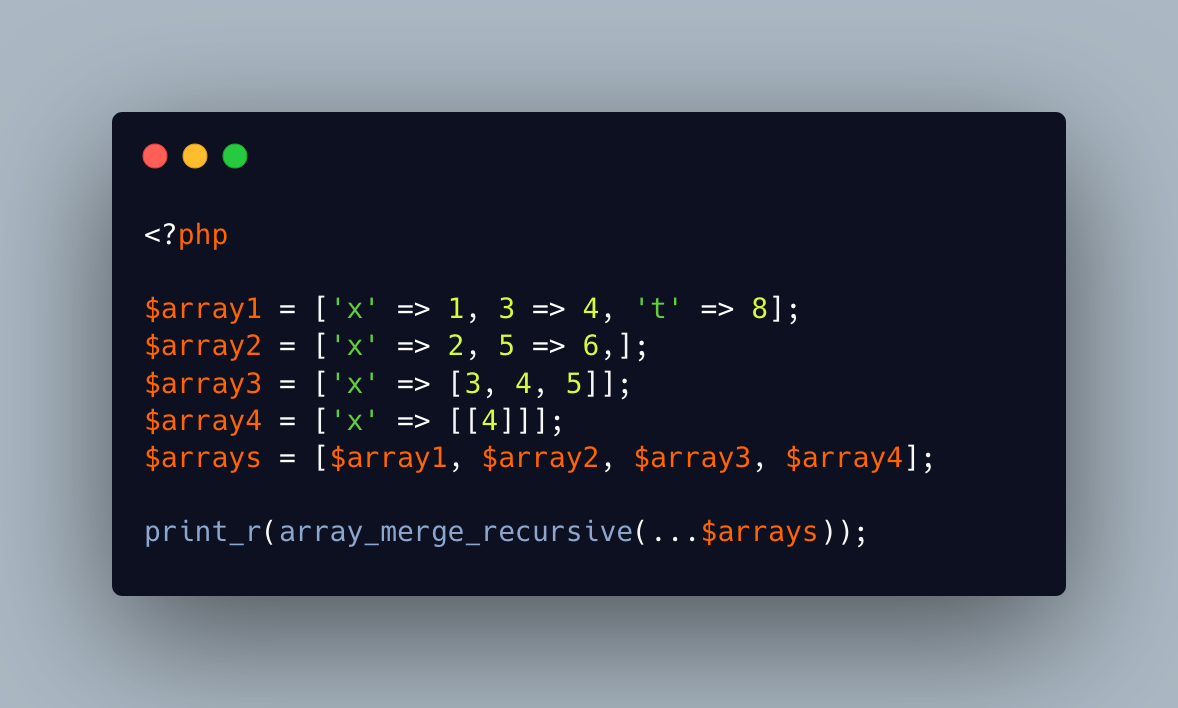 <?php
$array1 = ['x' => 1, 3 => 4, 't' => 8];
$array2 = ['x' => 2, 5 => 6,];
$array3 = ['x' => [3, 4, 5]];
$array4 = ['x' => [[4]]];
$arrays = [$array1, $array2, $array3, $array4];
print_r(array_merge_recursive(...$arrays));